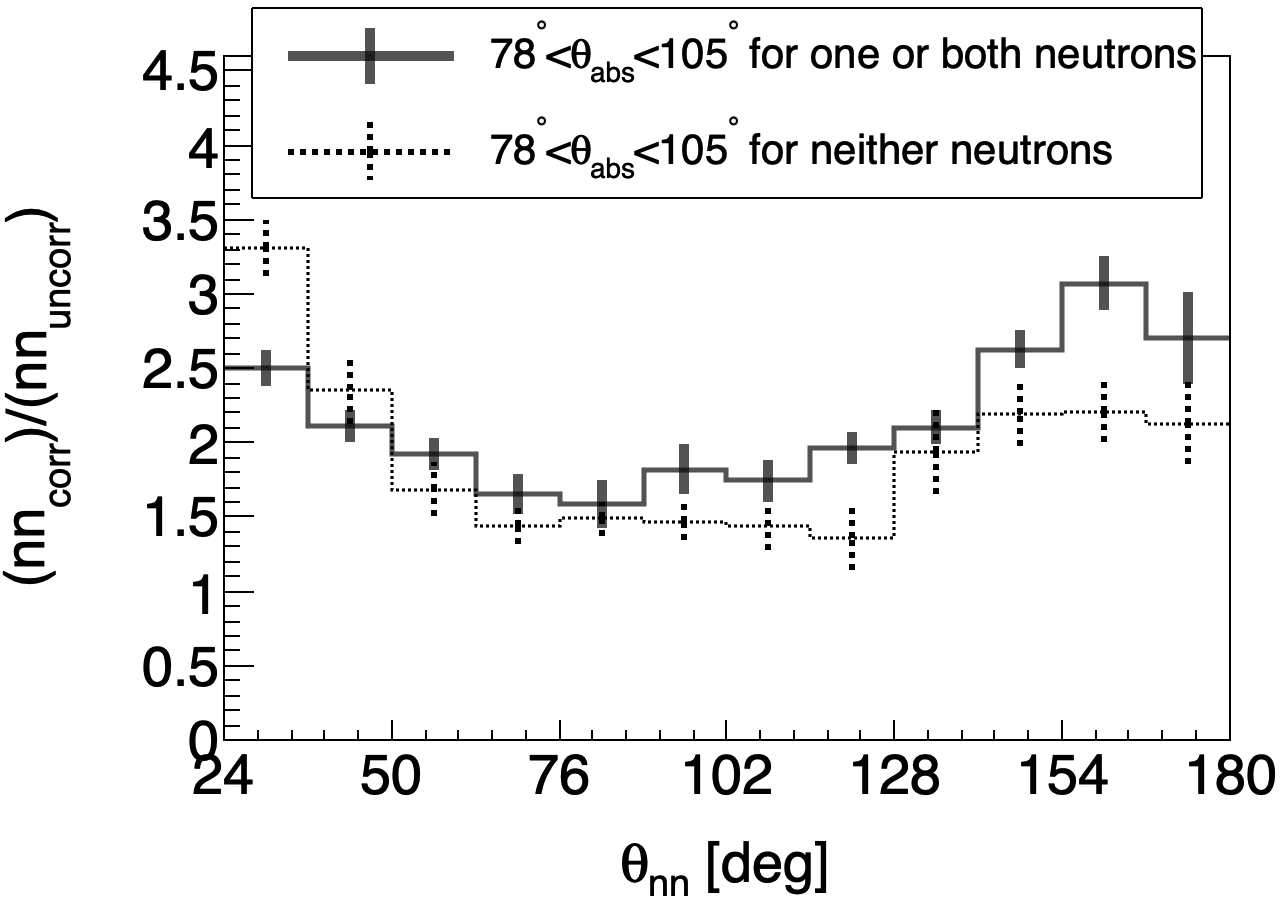 78°<θabs<105° for one or both neutrons
78°<θabs<105° for neither neutrons
(nncorr)/(nnuncorr)
4.5
4
3.5
3
2.5
2
1.5
1
0.5
0
24 50 76 102 128 154 180
θnn [deg]